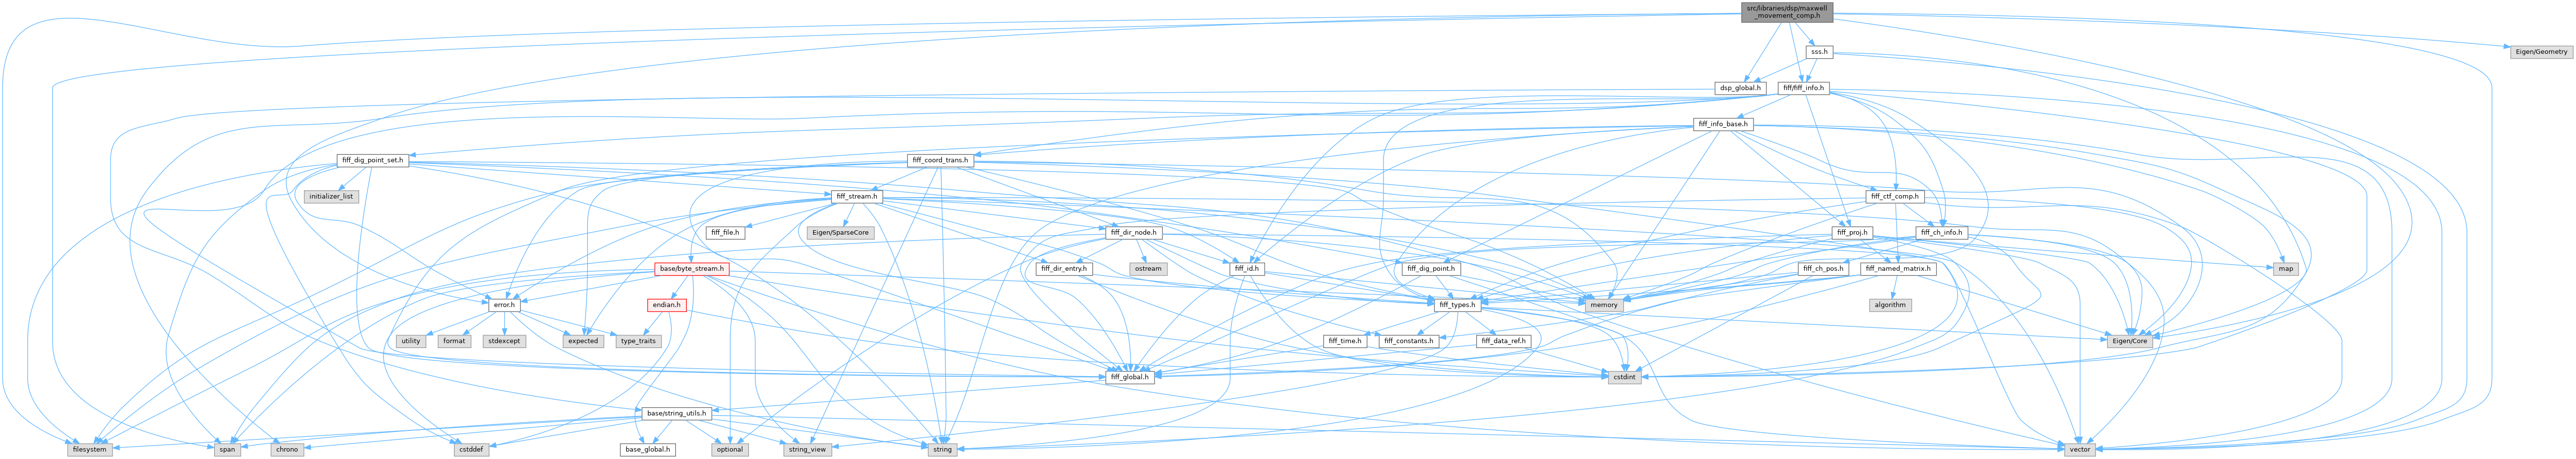 src/libraries/dsp/maxwell
_movement_comp.h
sss.h
Eigen/Geometry
dsp_global.h
fiff/fiff_info.h
fiff_info_base.h
fiff_dig_point_set.h
fiff_coord_trans.h
initializer_list
fiff_stream.h
fiff_ctf_comp.h
fiff_file.h
Eigen/SparseCore
fiff_dir_node.h
fiff_proj.h
fiff_ch_info.h
base/byte_stream.h
fiff_dir_entry.h
ostream
fiff_id.h
fiff_dig_point.h
fiff_ch_pos.h
fiff_named_matrix.h
map
error.h
endian.h
fiff_types.h
memory
algorithm
utility
format
stdexcept
expected
type_traits
fiff_time.h
fiff_constants.h
fiff_data_ref.h
Eigen/Core
fiff_global.h
cstdint
base/string_utils.h
filesystem
span
chrono
cstddef
base_global.h
optional
string_view
string
vector